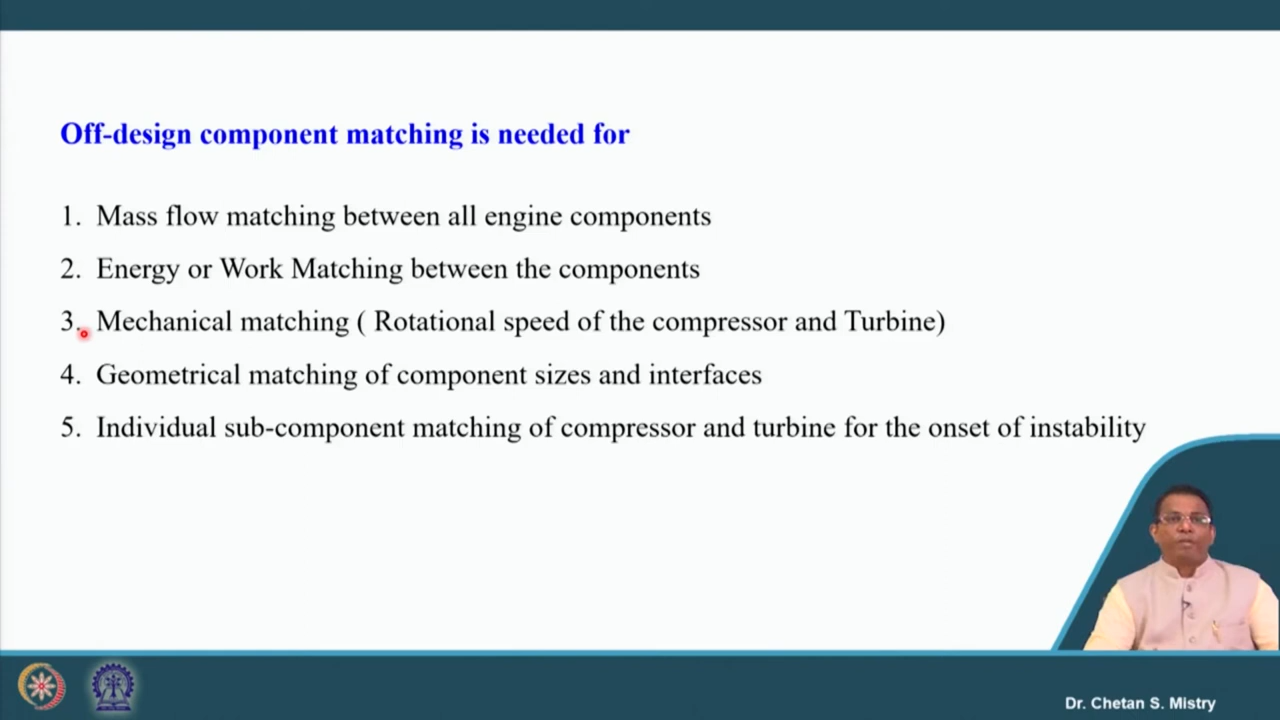 Off-design component matching is needed for
1. Mass flow matching between all engine components
2. Energy or Work Matching between the components
3. Mechanical matching ( Rotational speed of the compressor and Turbine)
4. Geometrical matching of component sizes and interfaces
5. Individual sub-component matching of compressor and turbine for the onset of instability
Dr. Chetan S. Mistry